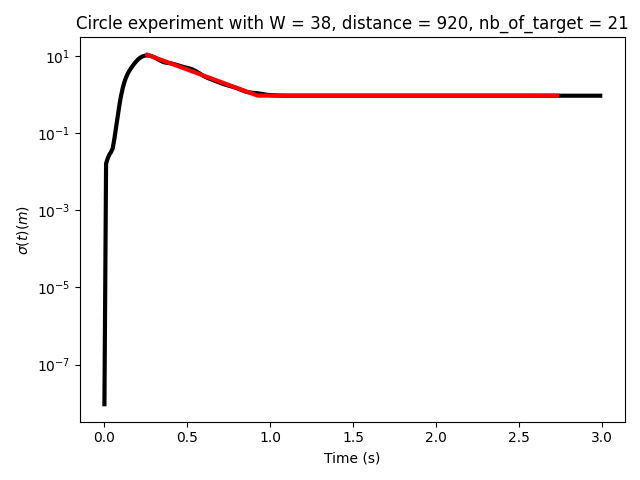 Circle experiment with W = 38, distance = 920, nb_of_target = 21
10¹
10⁻¹
10⁻³
10⁻⁵
10⁻⁷
σ(t)(m)
0.0 0.5 1.0 1.5 2.0 2.5 3.0
Time (s)